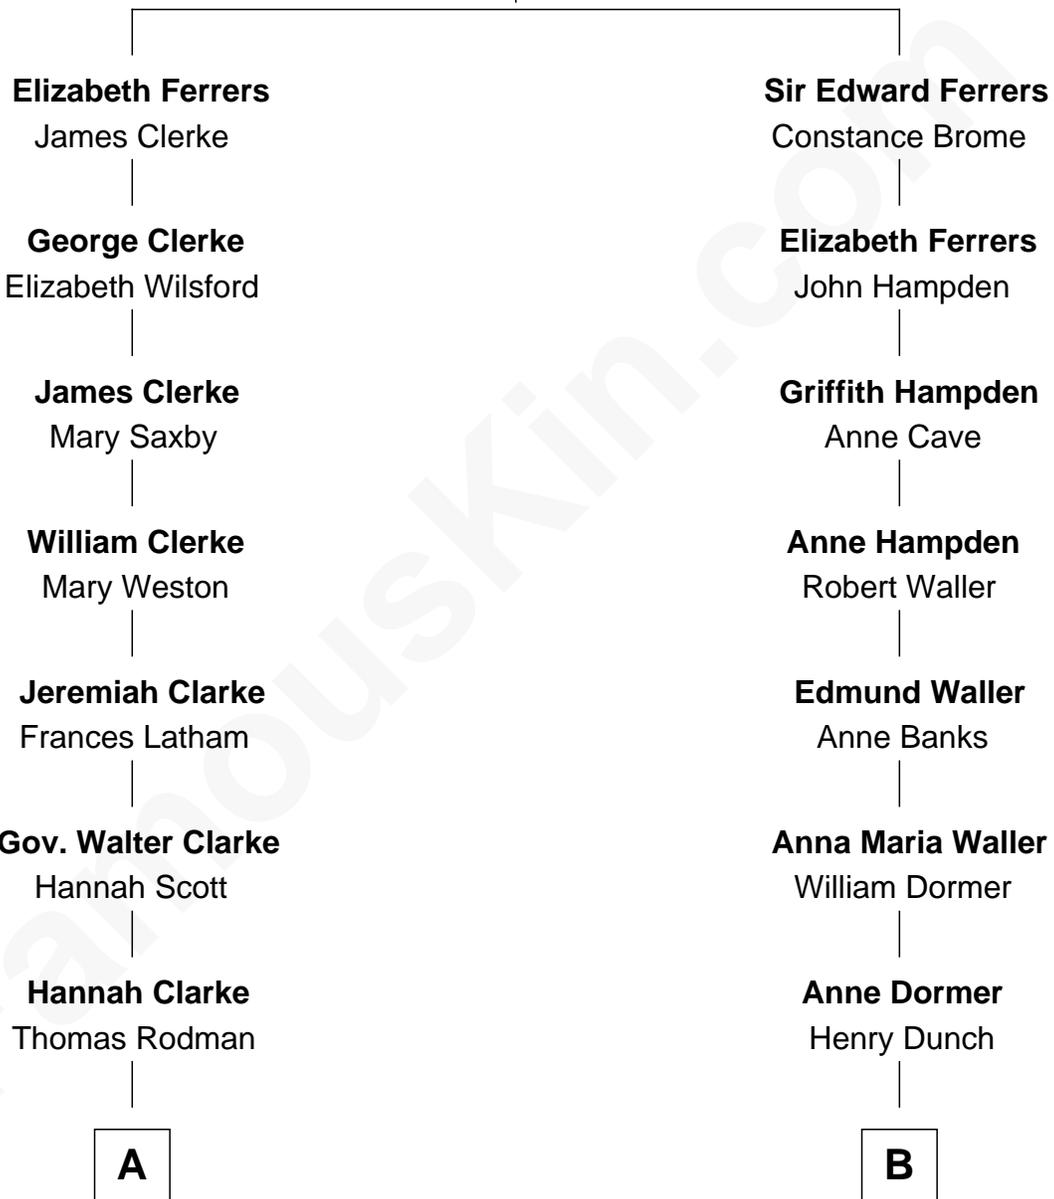 Elizabeth Ferrers
James Clerke
Sir Edward Ferrers
Constance Brome
George Clerke
Elizabeth Wilsford
Elizabeth Ferrers
John Hampden
James Clerke
Mary Saxby
Griffith Hampden
Anne Cave
William Clerke
Mary Weston
Anne Hampden
Robert Waller
Jeremiah Clarke
Frances Latham
Edmund Waller
Anne Banks
Gov. Walter Clarke
Hannah Scott
Anna Maria Waller
William Dormer
Hannah Clarke
Thomas Rodman
Anne Dormer
Henry Dunch
A
B
famouskin.com